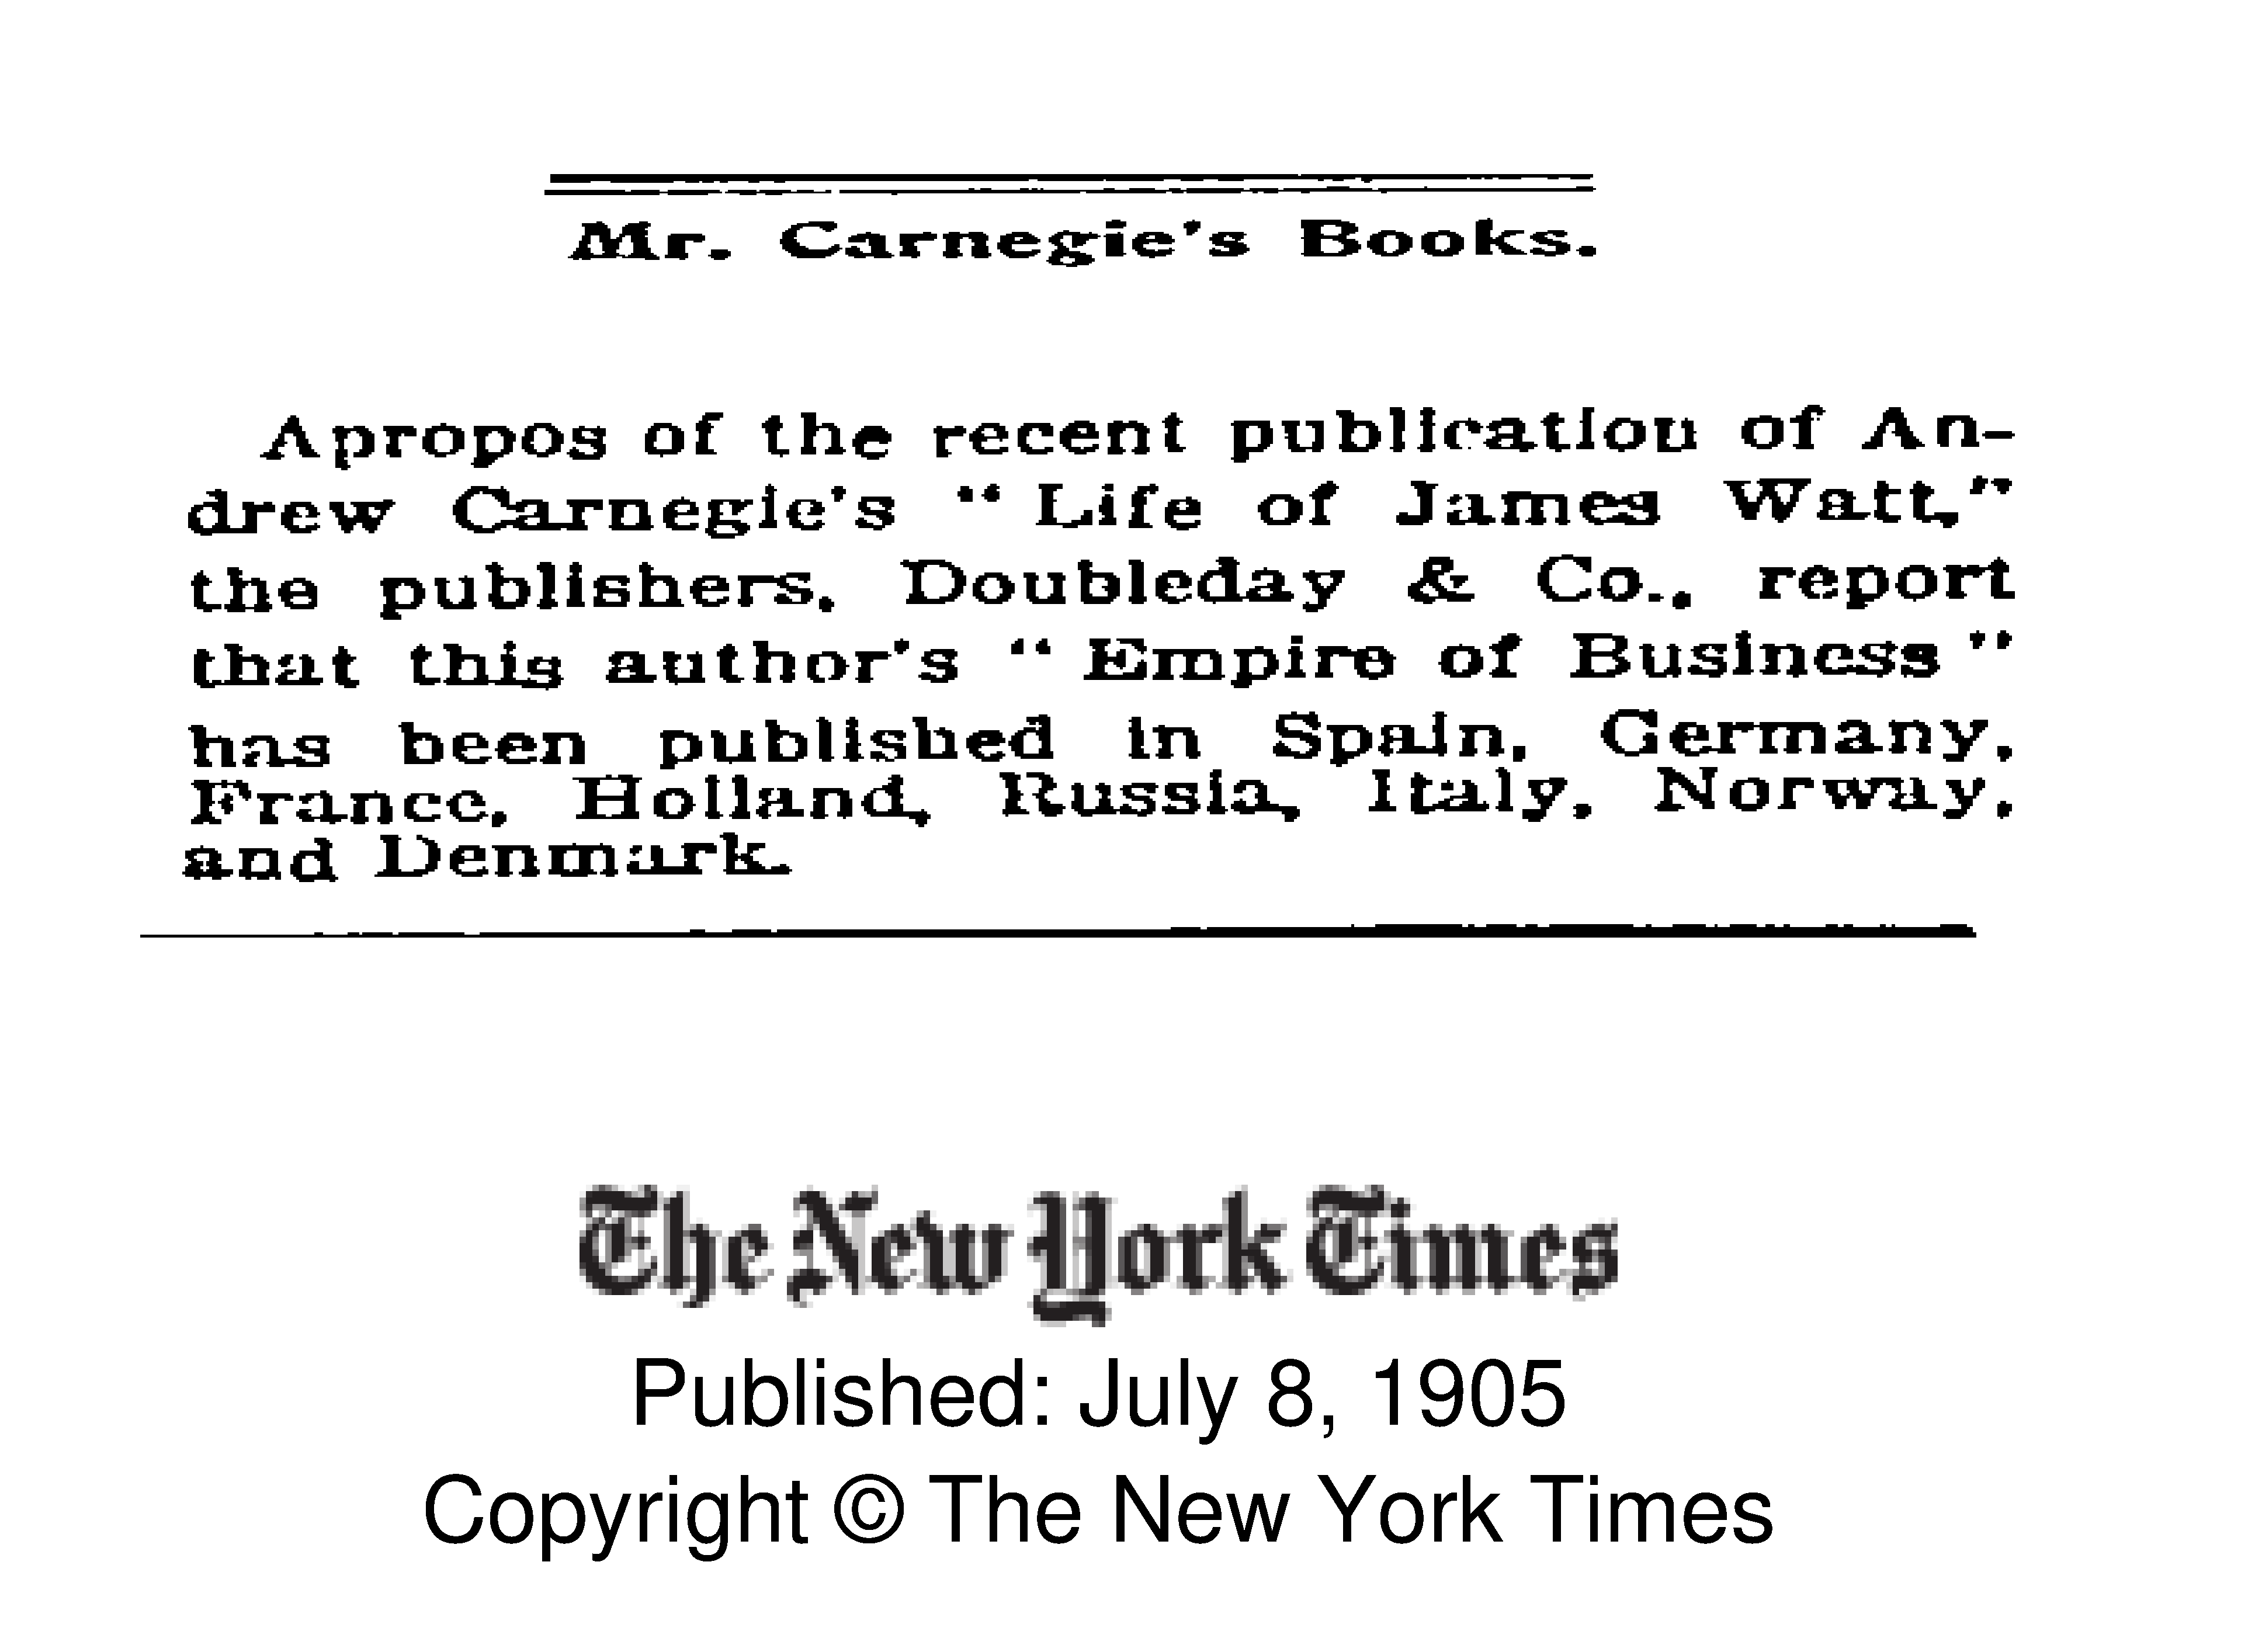 Mr. Carnegie's Books.
Apropos of the recent publication of An-
drew Carnegie's " Life of James Watt,"
the publishers, Doubleday & Co., report
that this author's " Empire of Business "
has been published in Spain, Germany,
France, Holland, Russia, Italy, Norway,
and Denmark.
The New York Times
Published: July 8, 1905
Copyright © The New York Times